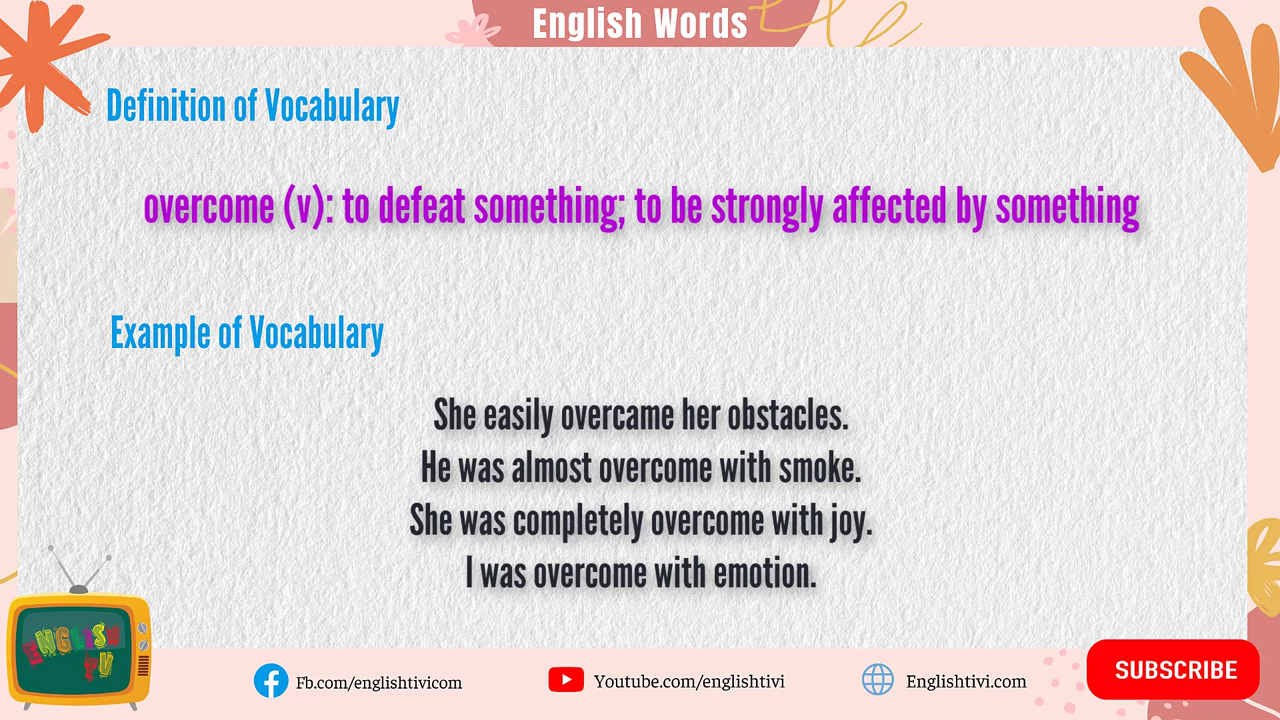 English Words
Definition of Vocabulary
overcome (v): to defeat something; to be strongly affected by something
Example of Vocabulary
She easily overcame her obstacles.
He was almost overcome with smoke.
She was completely overcome with joy.
I was overcome with emotion.
ENGLISH
TV
Fb.com/englishtivicom
Youtube.com/englishtivi
Englishtivi.com
SUBSCRIBE